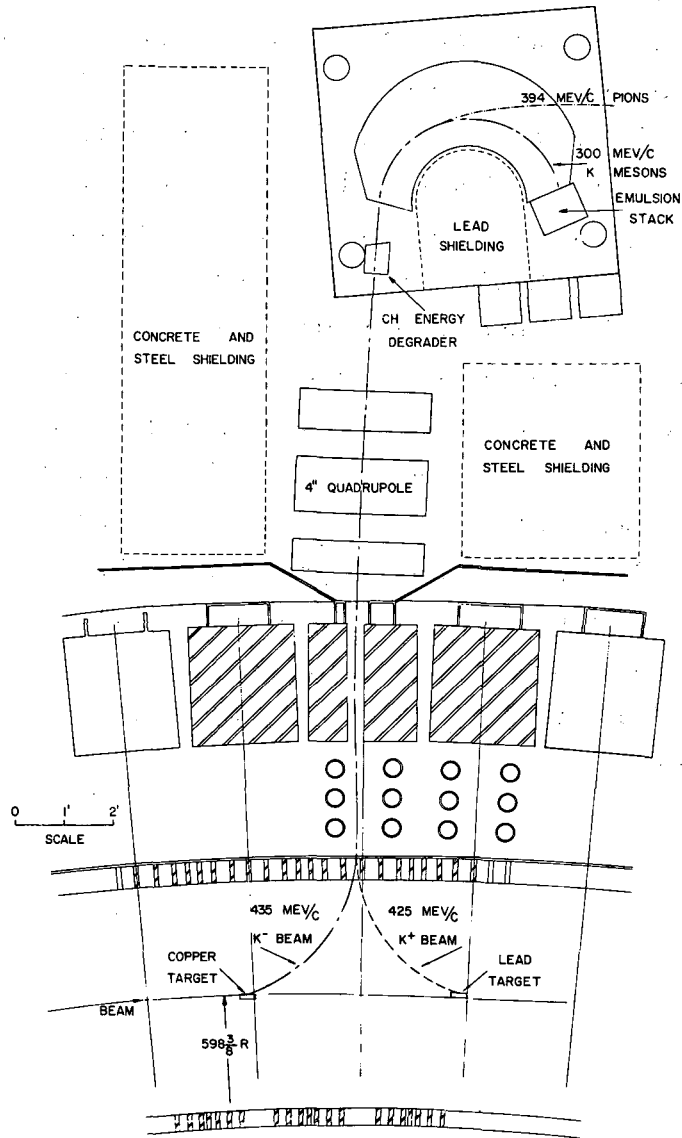 394 MEV/C PIONS
300 MEV/C
K MESONS
EMULSION
STACK
LEAD
SHIELDING
CH ENERGY
DEGRADER
CONCRETE AND
STEEL SHIELDING
CONCRETE AND
STEEL SHIELDING
4" QUADRUPOLE
0 1' 2'
SCALE
435 MEV/C
K⁻ BEAM
425 MEV/C
K⁺ BEAM
COPPER
TARGET
LEAD
TARGET
BEAM
598 3/8 R